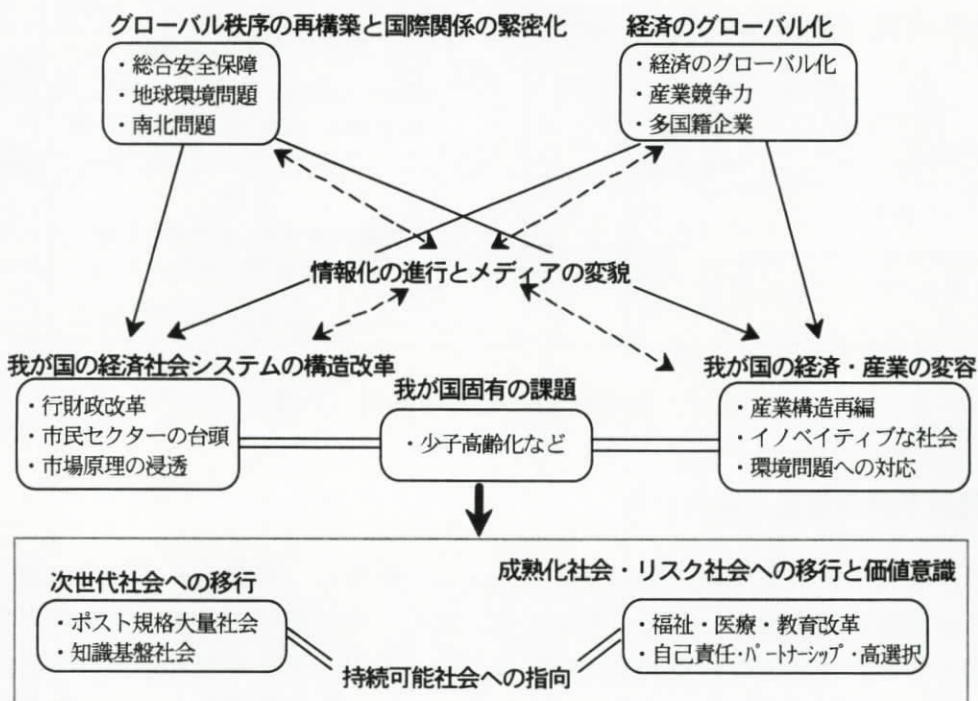 グローバル秩序の再構築と国際関係の緊密化
・総合安全保障
・地球環境問題
・南北問題
経済のグローバル化
・経済のグローバル化
・産業競争力
・多国籍企業
情報化の進行とメディアの変貌
我が国の経済社会システムの構造改革
・行財政改革
・市民セクターの台頭
・市場原理の浸透
我が国固有の課題
・少子高齢化など
我が国の経済・産業の変容
・産業構造再編
・イノベイティブな社会
・環境問題への対応
次世代社会への移行
・ポスト規格大量社会
・知識基盤社会
成熟化社会・リスク社会への移行と価値意識
・福祉・医療・教育改革
・自己責任・パートナーシップ・高選択
持続可能社会への指向